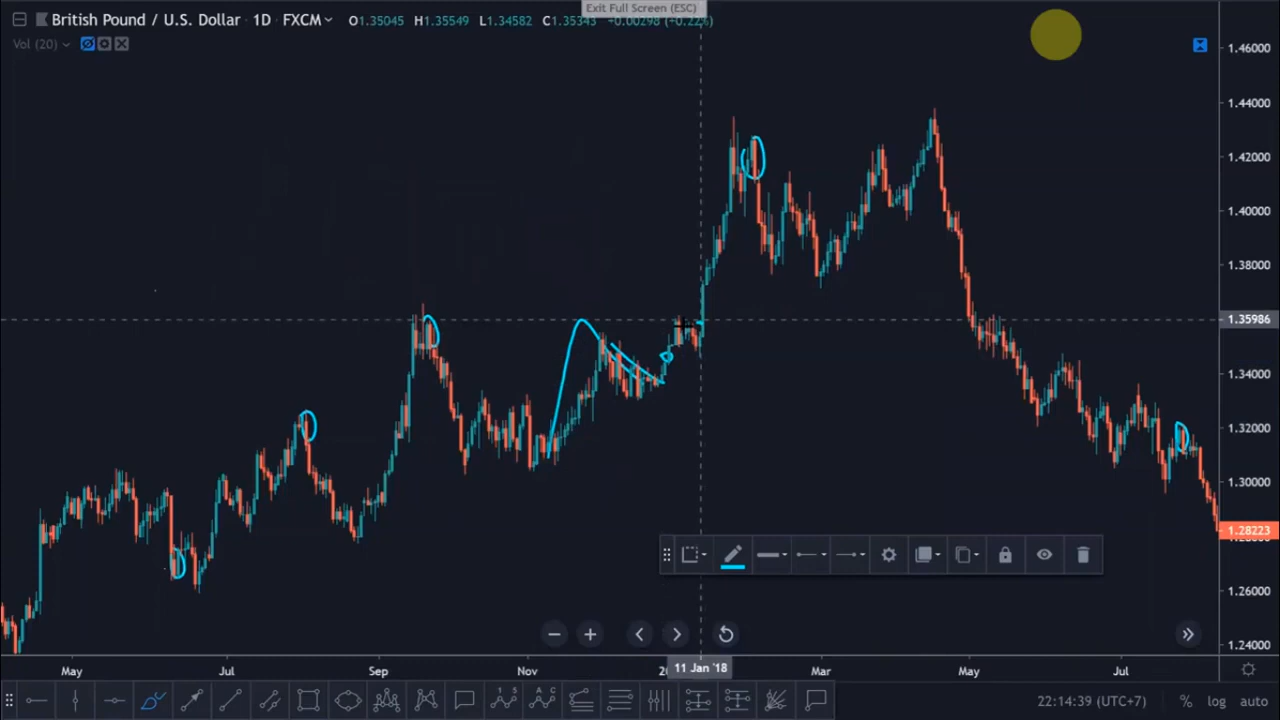 Exit Full Screen (ESC)
British Pound / U.S. Dollar 1D FXCM O1.35045 H1.35549 L1.34582 C1.35343 +0.00298 (+0.22%)
Vol (20)
1.46000
1.44000
1.42000
1.40000
1.38000
1.35986
1.34000
1.32000
1.30000
1.28223
1.26000
1.24000
May Jul Sep Nov 11 Jan '18 Mar May Jul
22:14:39 (UTC+7) % log auto